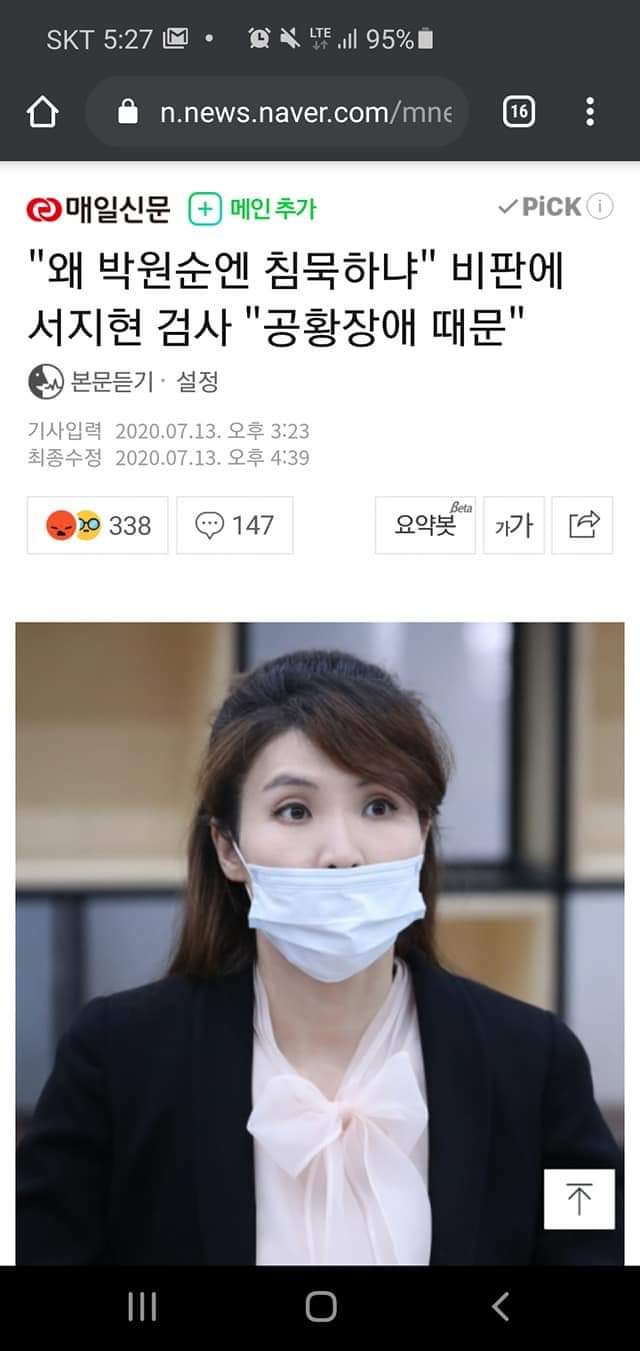 SKT 5:27 LTE 95%
n.news.naver.com/mne 16
매일신문 메인 추가 PiCK
"왜 박원순엔 침묵하냐" 비판에
서지현 검사 "공황장애 때문"
본문듣기 · 설정
기사입력 2020.07.13. 오후 3:23
최종수정 2020.07.13. 오후 4:39
338 147 요약봇 Beta 가가